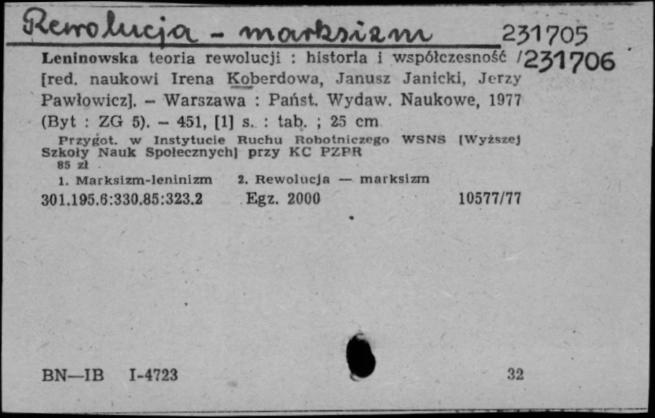 Rewolucja - marksizm 231705
Leninowska teoria rewolucji : historia i współczesność / 231706
[red. naukowi Irena Koberdowa, Janusz Janicki, Jerzy
Pawłowicz]. — Warszawa : Państ. Wydaw. Naukowe, 1977
(Byt : ZG 5). — 451, [1] s. : tab. ; 25 cm
Przygot. w Instytucie Ruchu Robotniczego WSNS [Wyższej
Szkoły Nauk Społecznych] przy KC PZPR
85 zł
1. Marksizm-leninizm 2. Rewolucja — marksizm
301.195.6:330.85:323.2 Egz. 2000 10577/77
BN—IB I-4723 32